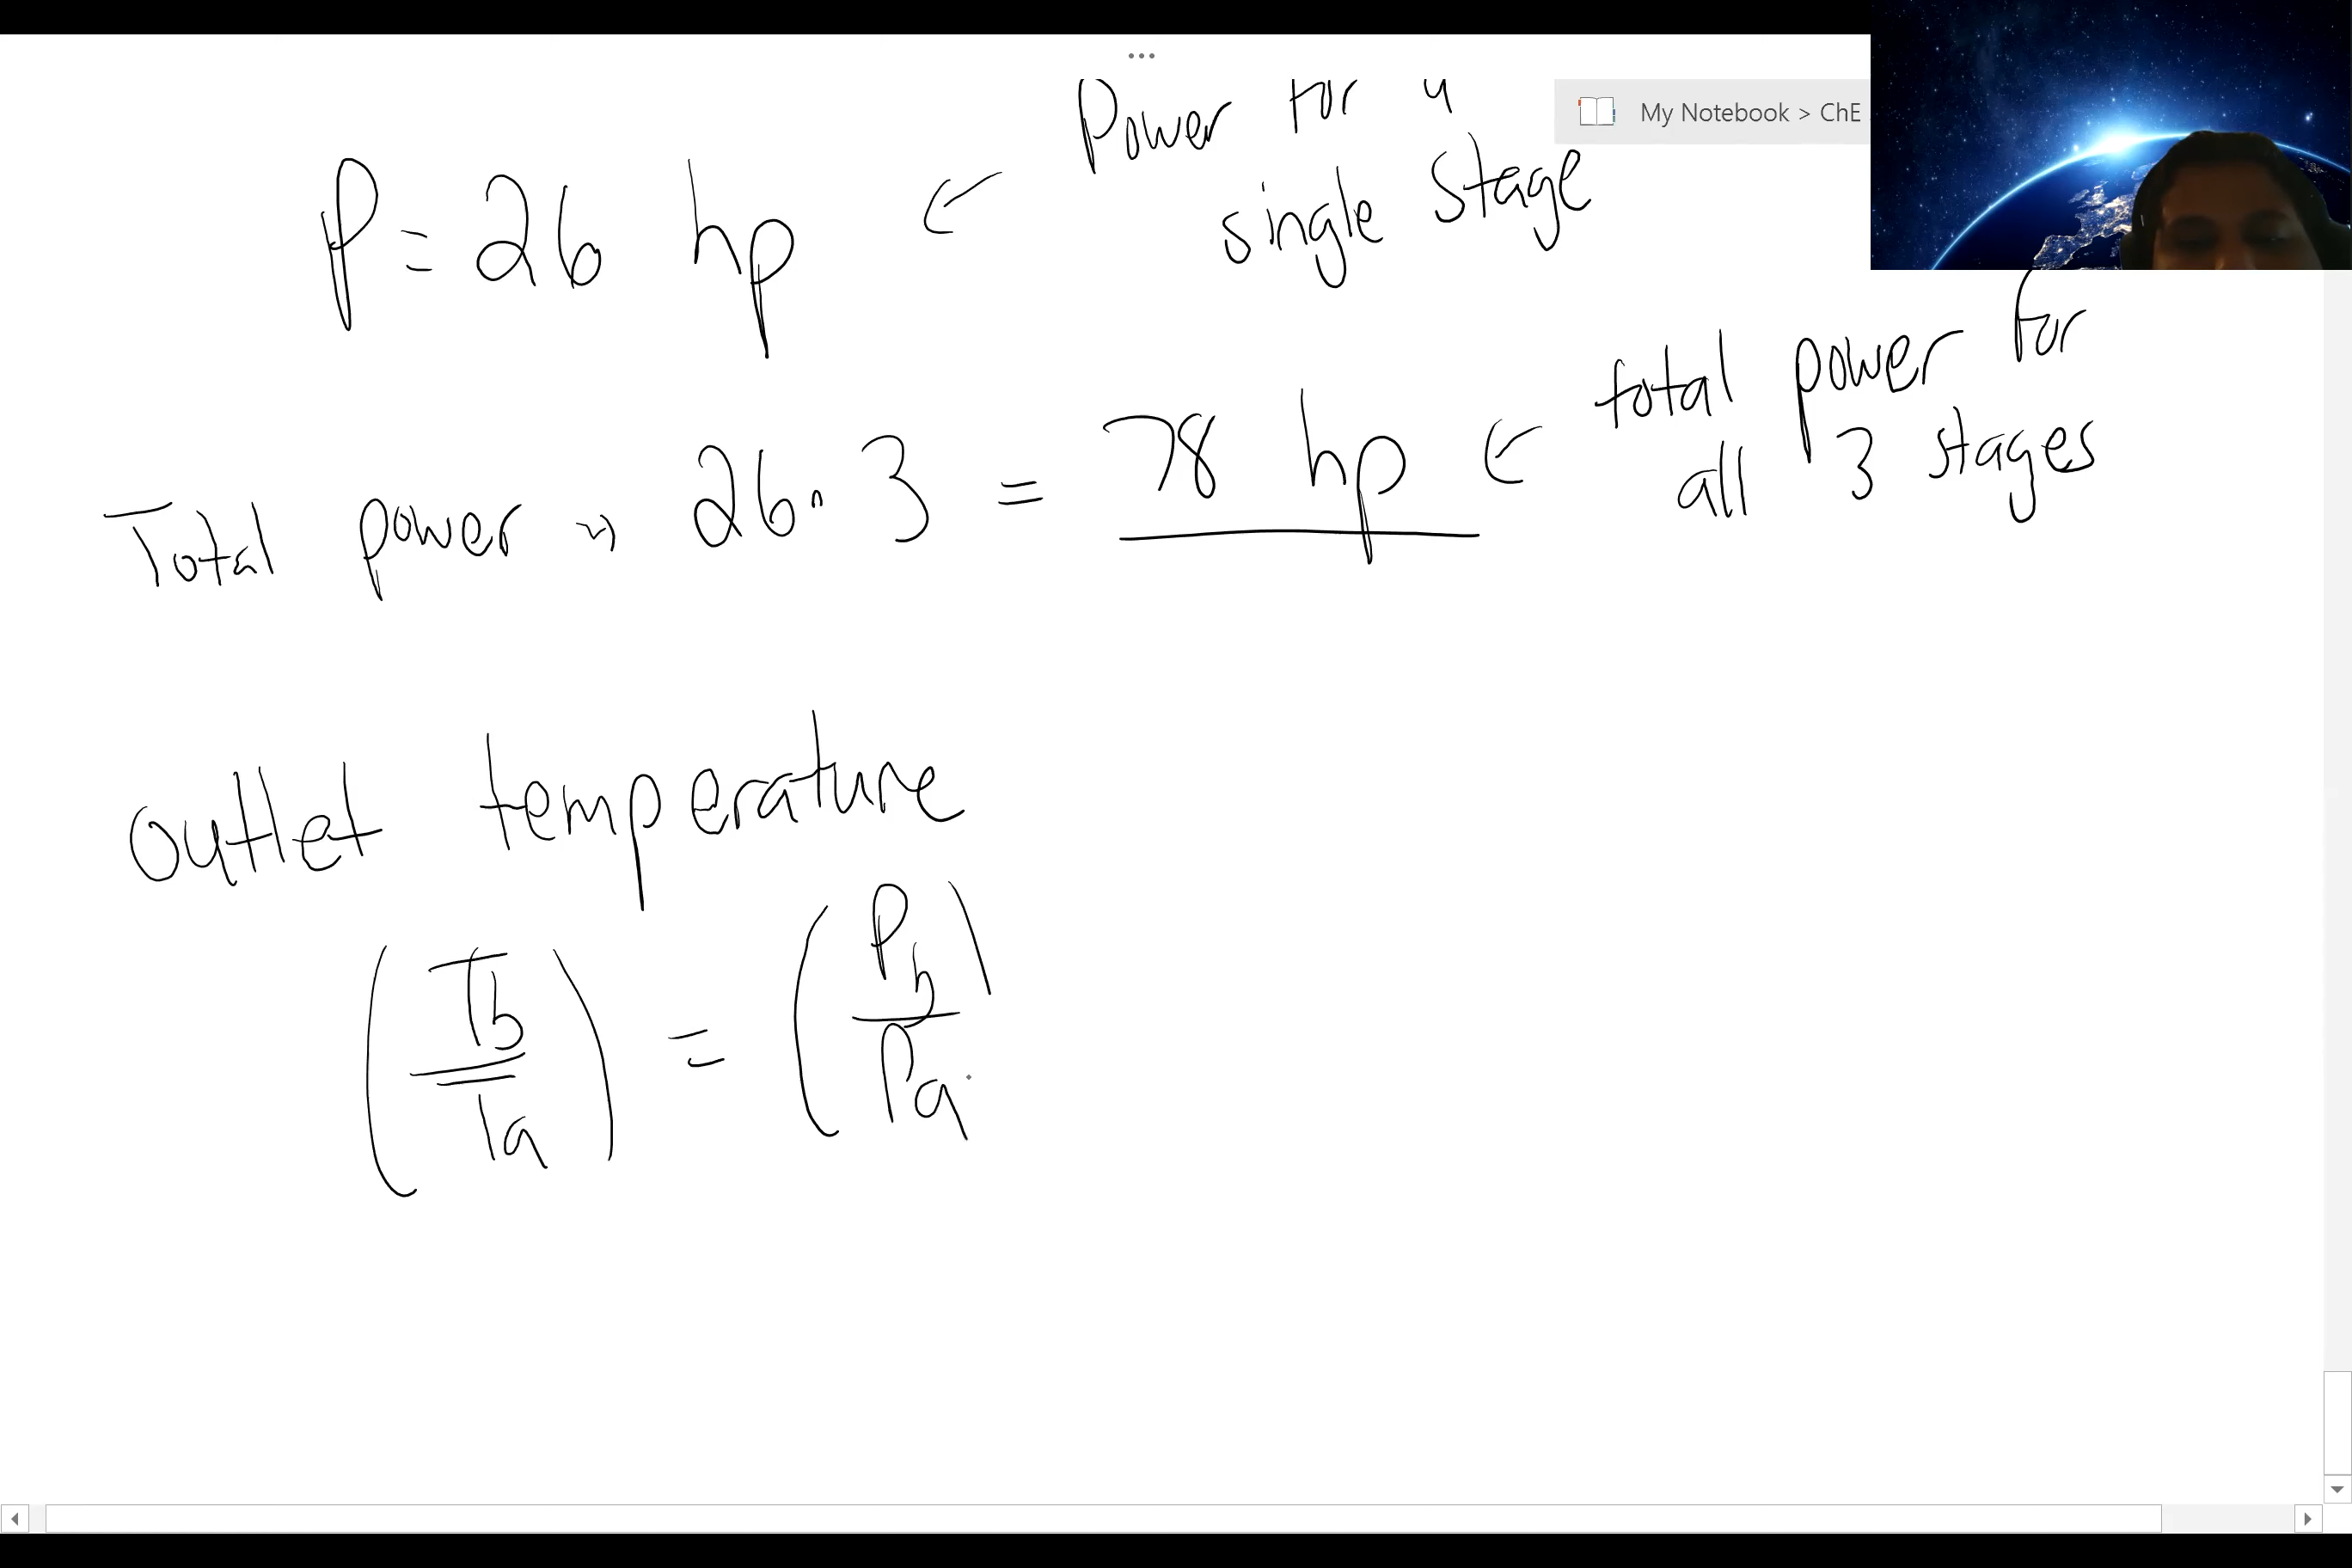 Power for a
My Notebook > ChE
P = 26 hp ← single stage
total power for
Total power => 26 · 3 = 78 hp ← all 3 stages
outlet temperature
(Tb/Ta) = (Pb/Pa